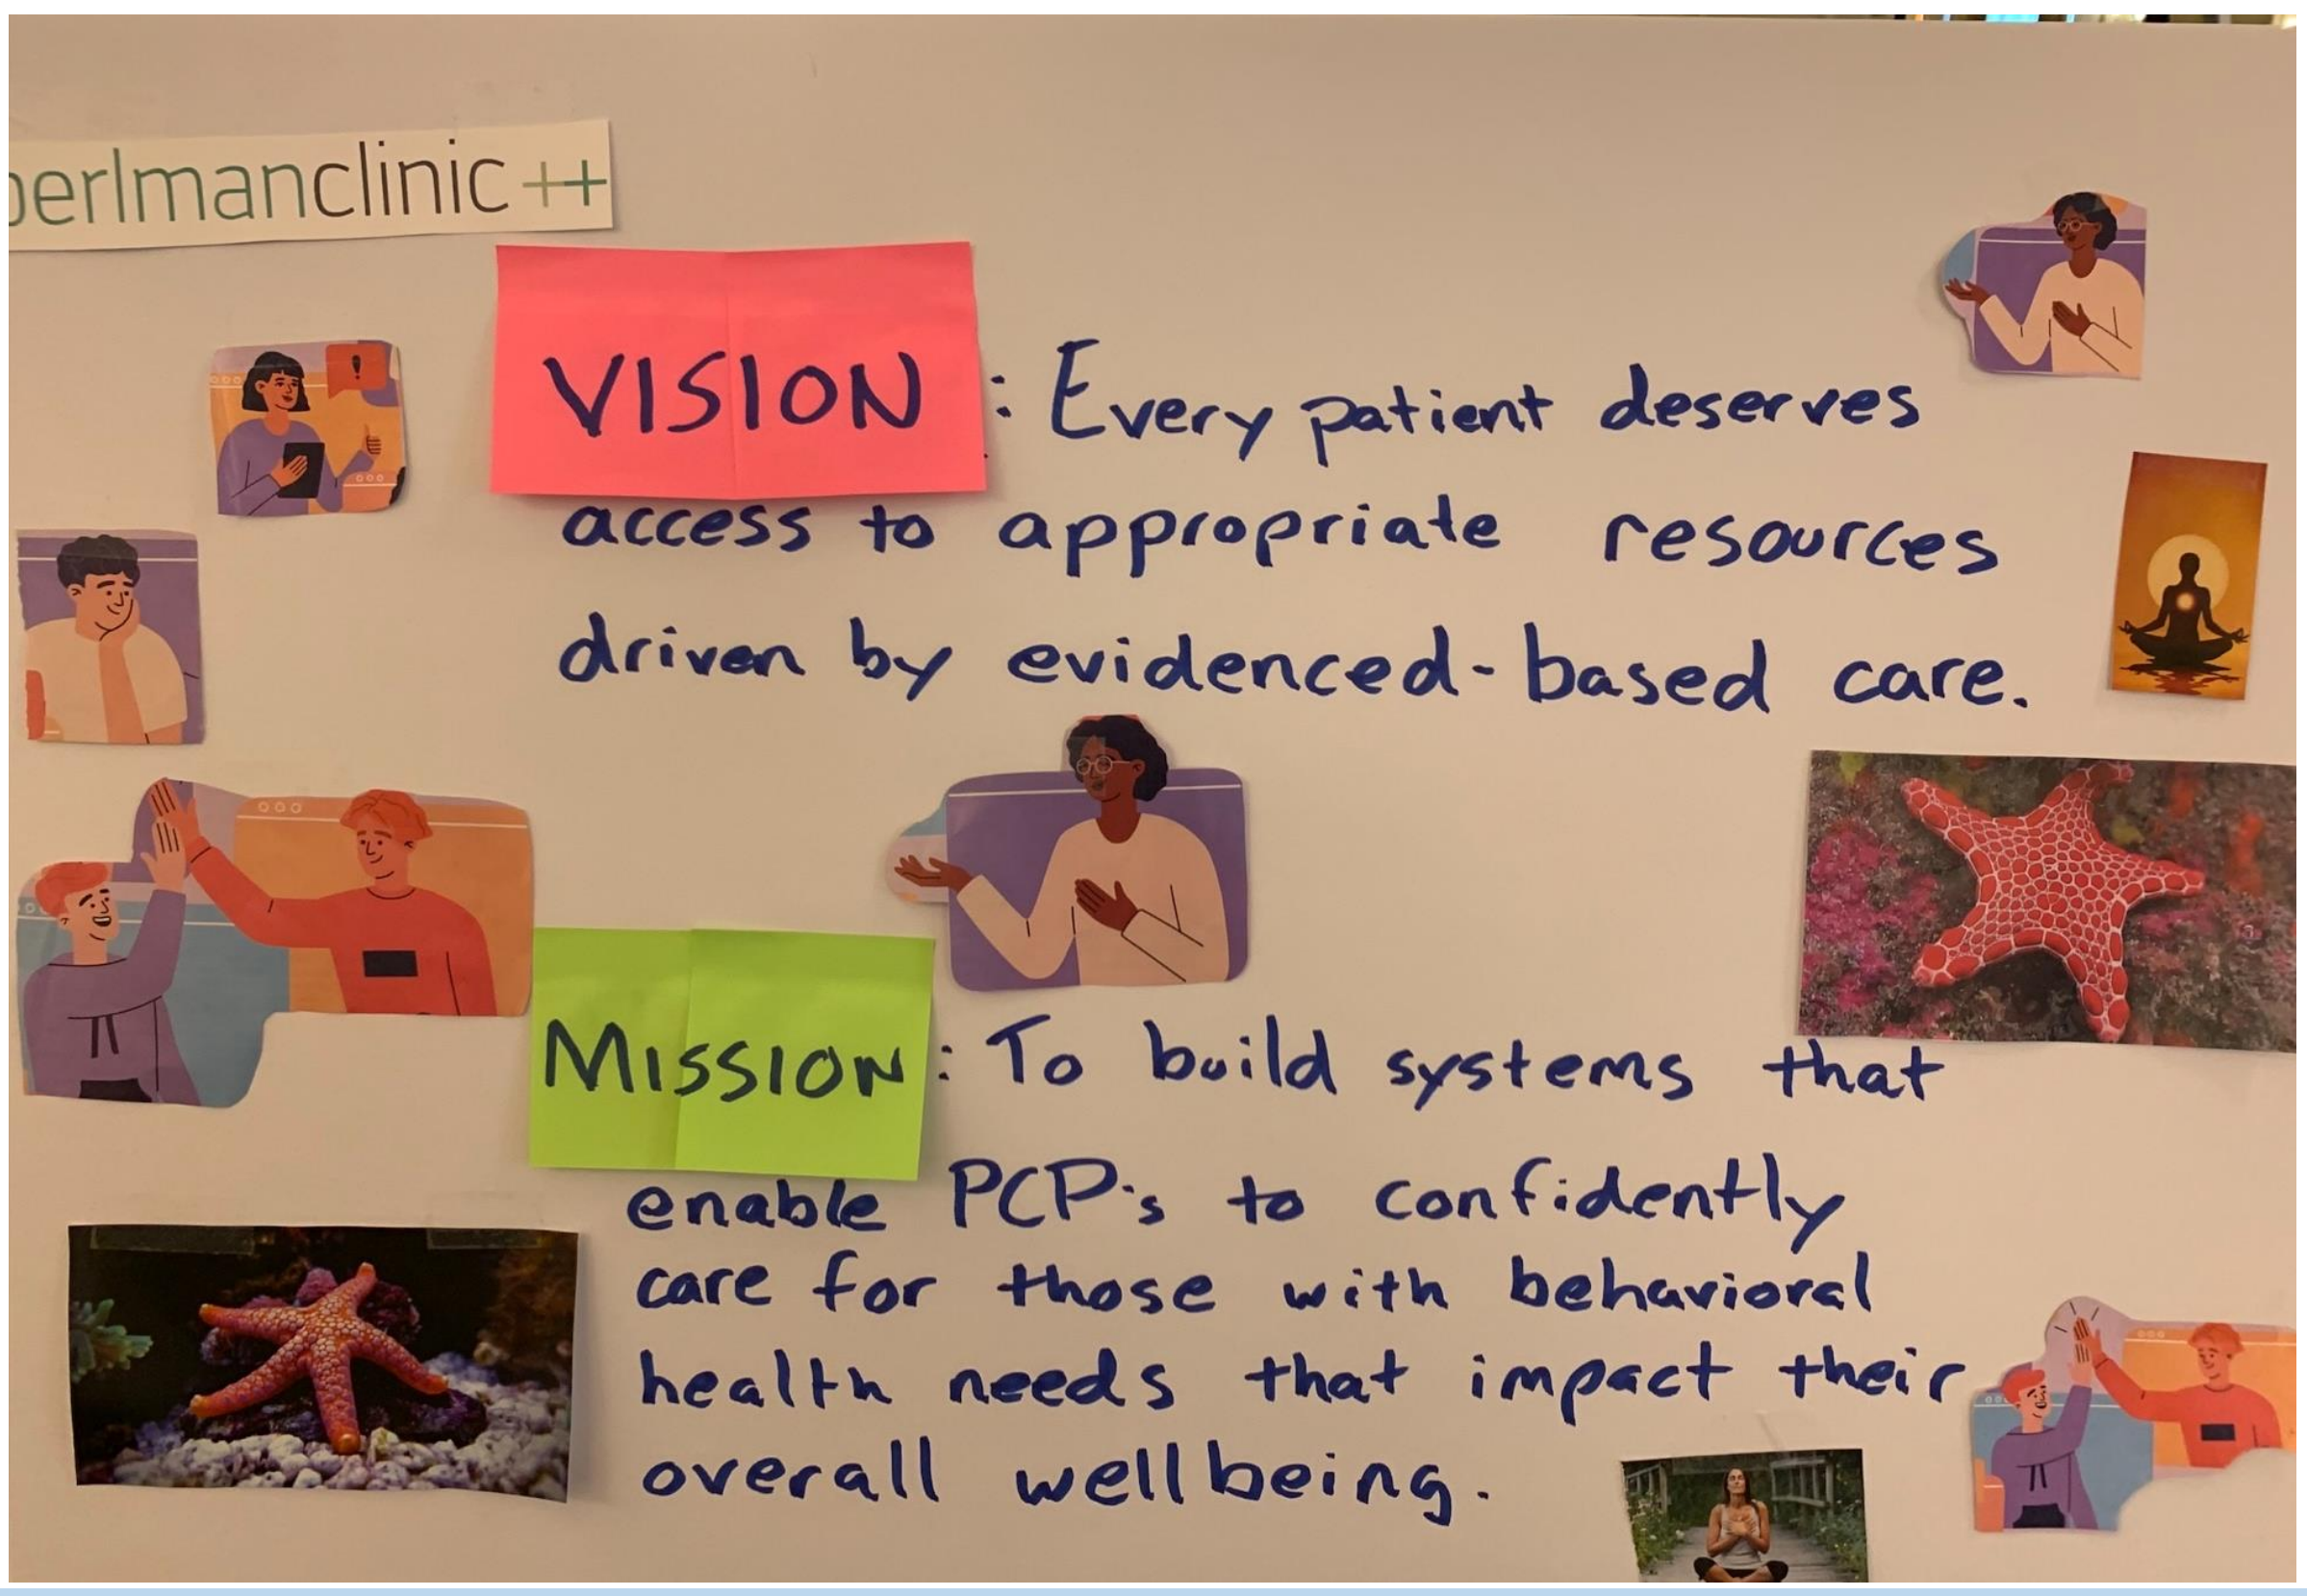 perlmanclinic ++
VISION : Every patient deserves
access to appropriate resources
driven by evidenced-based care.
MISSION : To build systems that
enable PCP's to confidently
care for those with behavioral
health needs that impact their
overall wellbeing.